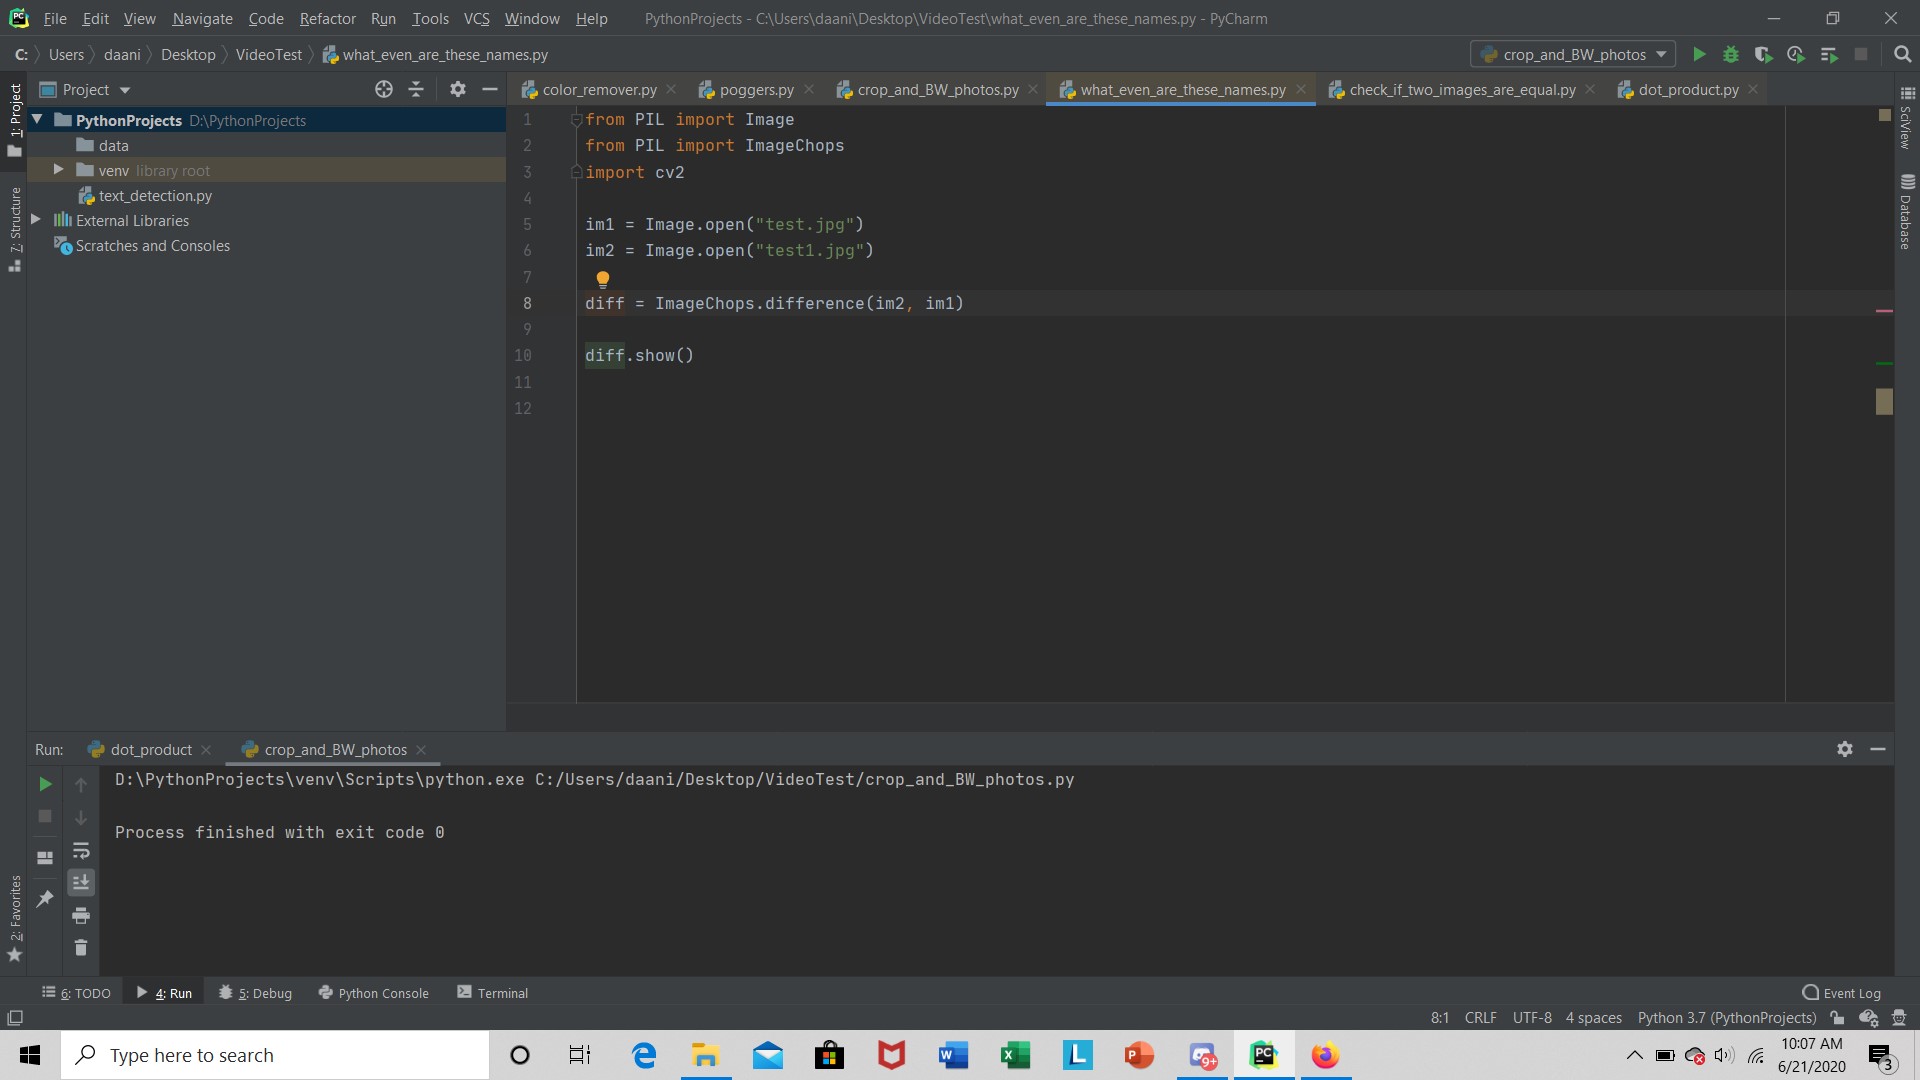 File Edit View Navigate Code Refactor Run Tools VCS Window Help PythonProjects - C:\Users\daani\Desktop\VideoTest\what_even_are_these_names.py - PyCharm
C: Users daani Desktop VideoTest what_even_are_these_names.py crop_and_BW_photos
Project color_remover.py poggers.py crop_and_BW_photos.py what_even_are_these_names.py check_if_two_images_are_equal.py dot_product.py
1: Project
7: Structure
2: Favorites
PythonProjects D:\PythonProjects
data
venv library root
text_detection.py
External Libraries
Scratches and Consoles
1 from PIL import Image
2 from PIL import ImageChops
3 import cv2
4
5 im1 = Image.open("test.jpg")
6 im2 = Image.open("test1.jpg")
7
8 diff = ImageChops.difference(im2, im1)
9
10 diff.show()
11
12
SciView
Database
Run: dot_product crop_and_BW_photos
D:\PythonProjects\venv\Scripts\python.exe C:/Users/daani/Desktop/VideoTest/crop_and_BW_photos.py
Process finished with exit code 0
6: TODO 4: Run 5: Debug Python Console Terminal Event Log
8:1 CRLF UTF-8 4 spaces Python 3.7 (PythonProjects)
Type here to search
9+
10:07 AM
6/21/2020
3